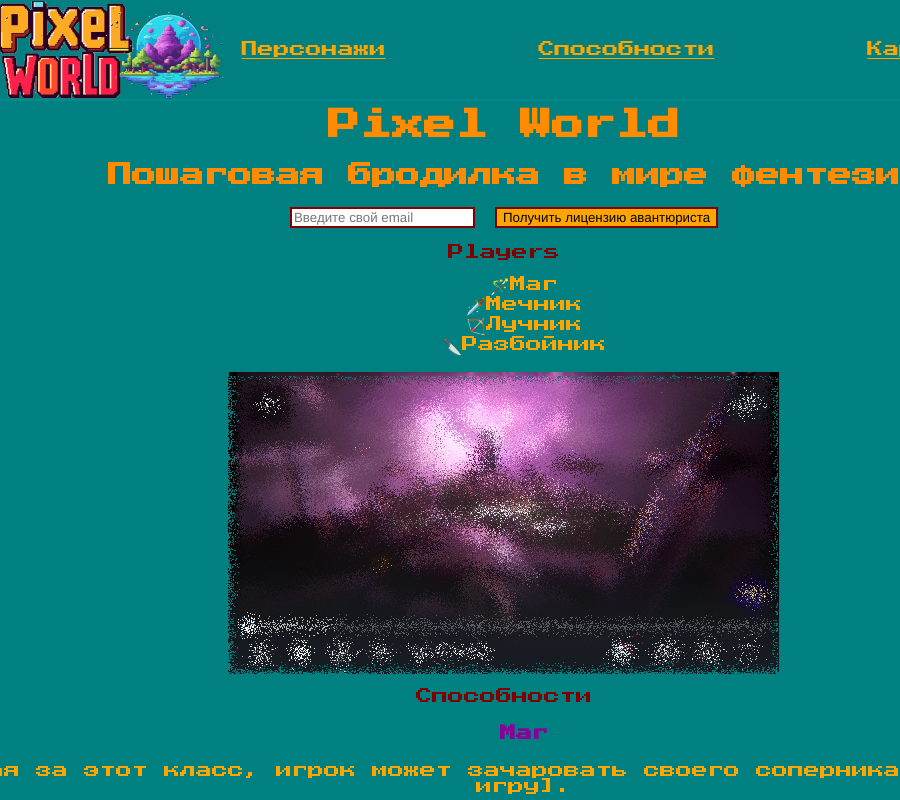 Pixel
WORLD
Персонажи
Способности
Ка
Pixel World
Пошаговая бродилка в мире фентези
Введите свой email
Получить лицензию авантюриста
Players
Маг
Мечник
Лучник
Разбойник
Способности
Маг
за этот класс, игрок может зачаровать своего соперника
игру].